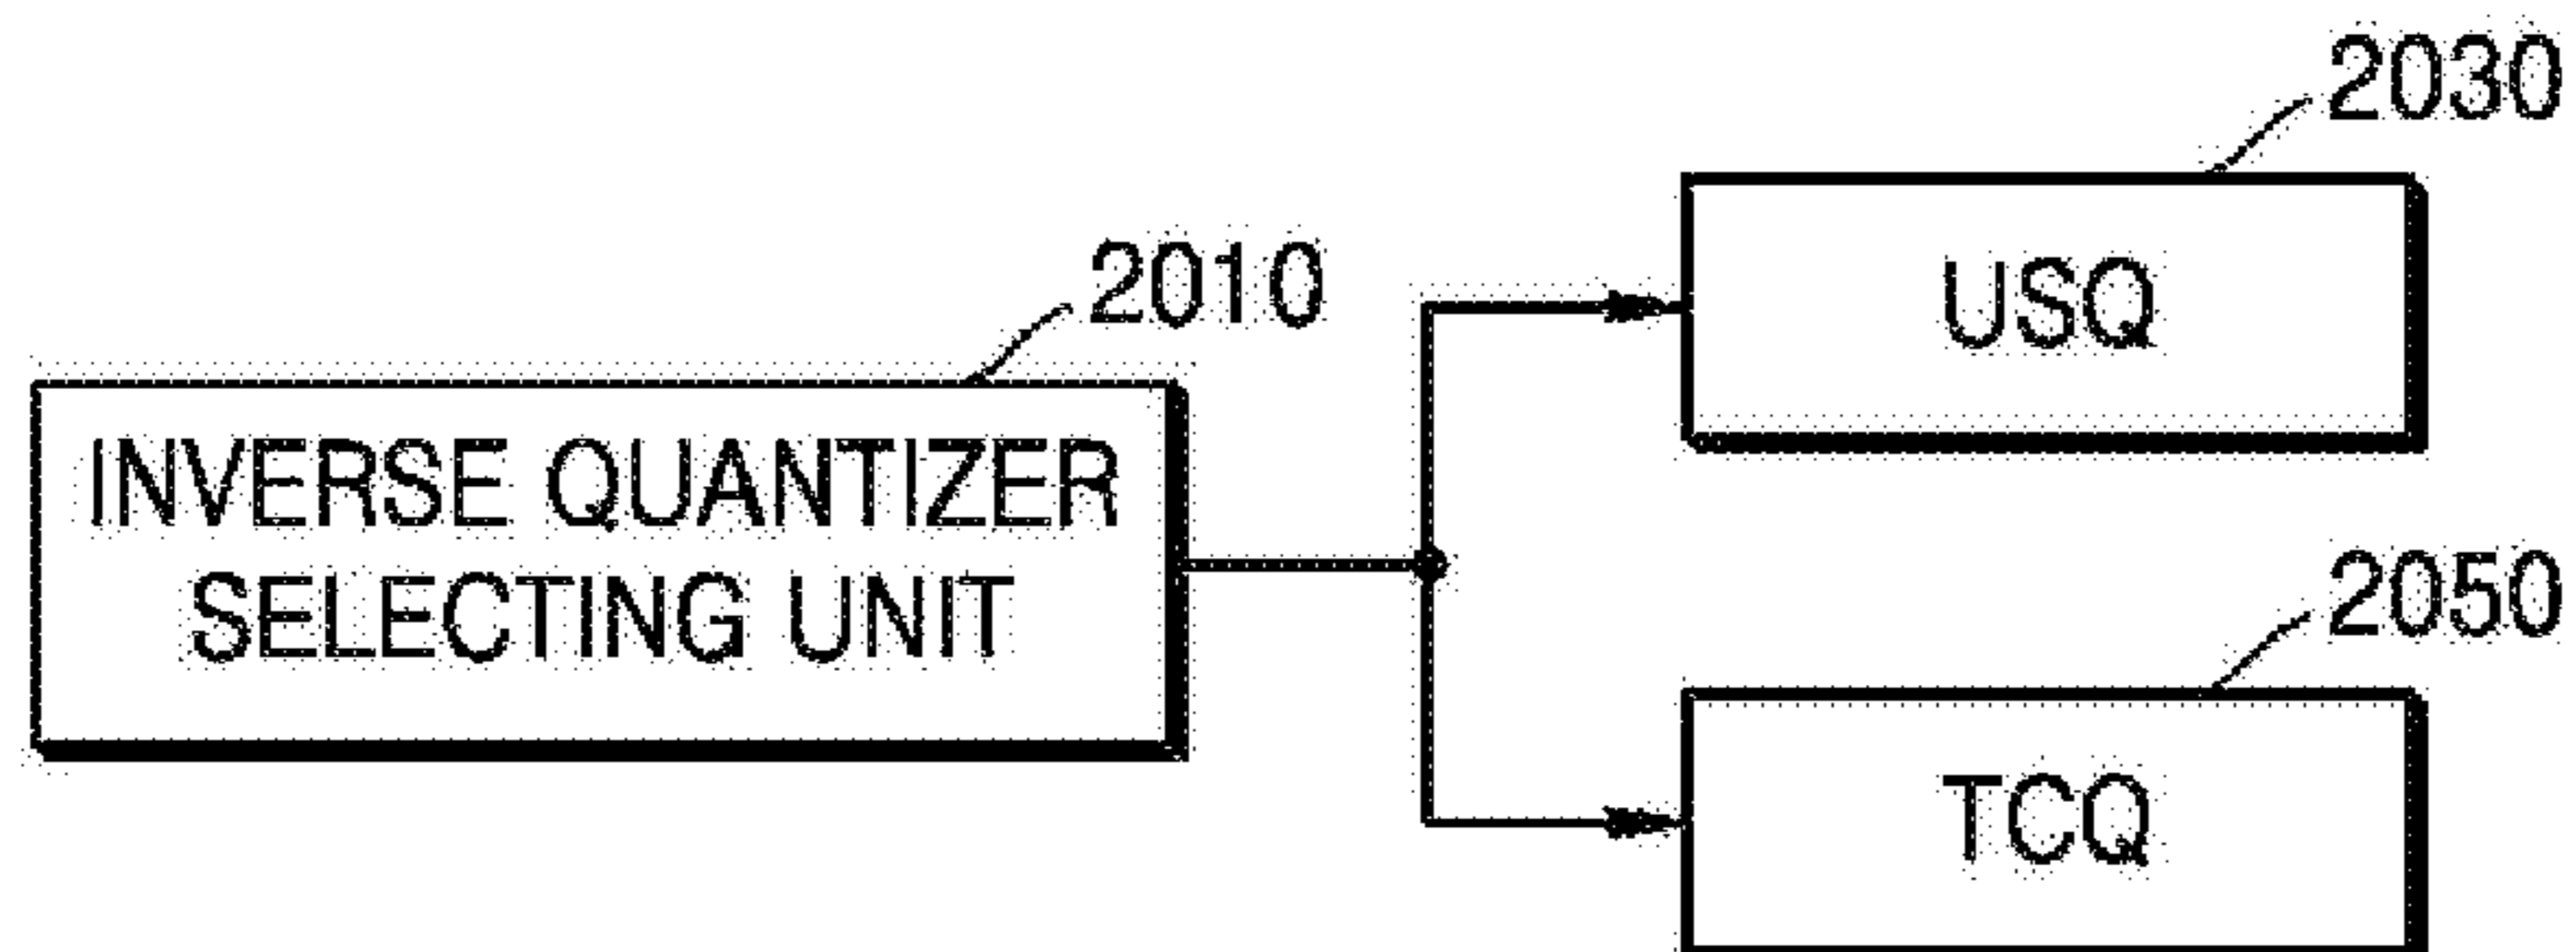 2030
USQ
2010
INVERSE QUANTIZER
SELECTING UNIT
2050
TCQ